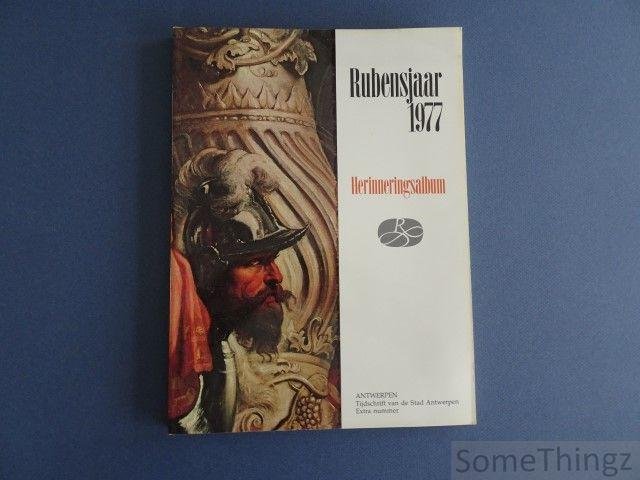 Rubensjaar
1977
Herinneringsalbum
R
ANTWERPEN
Tijdschrift van de Stad Antwerpen
Extra nummer
SomeThingz